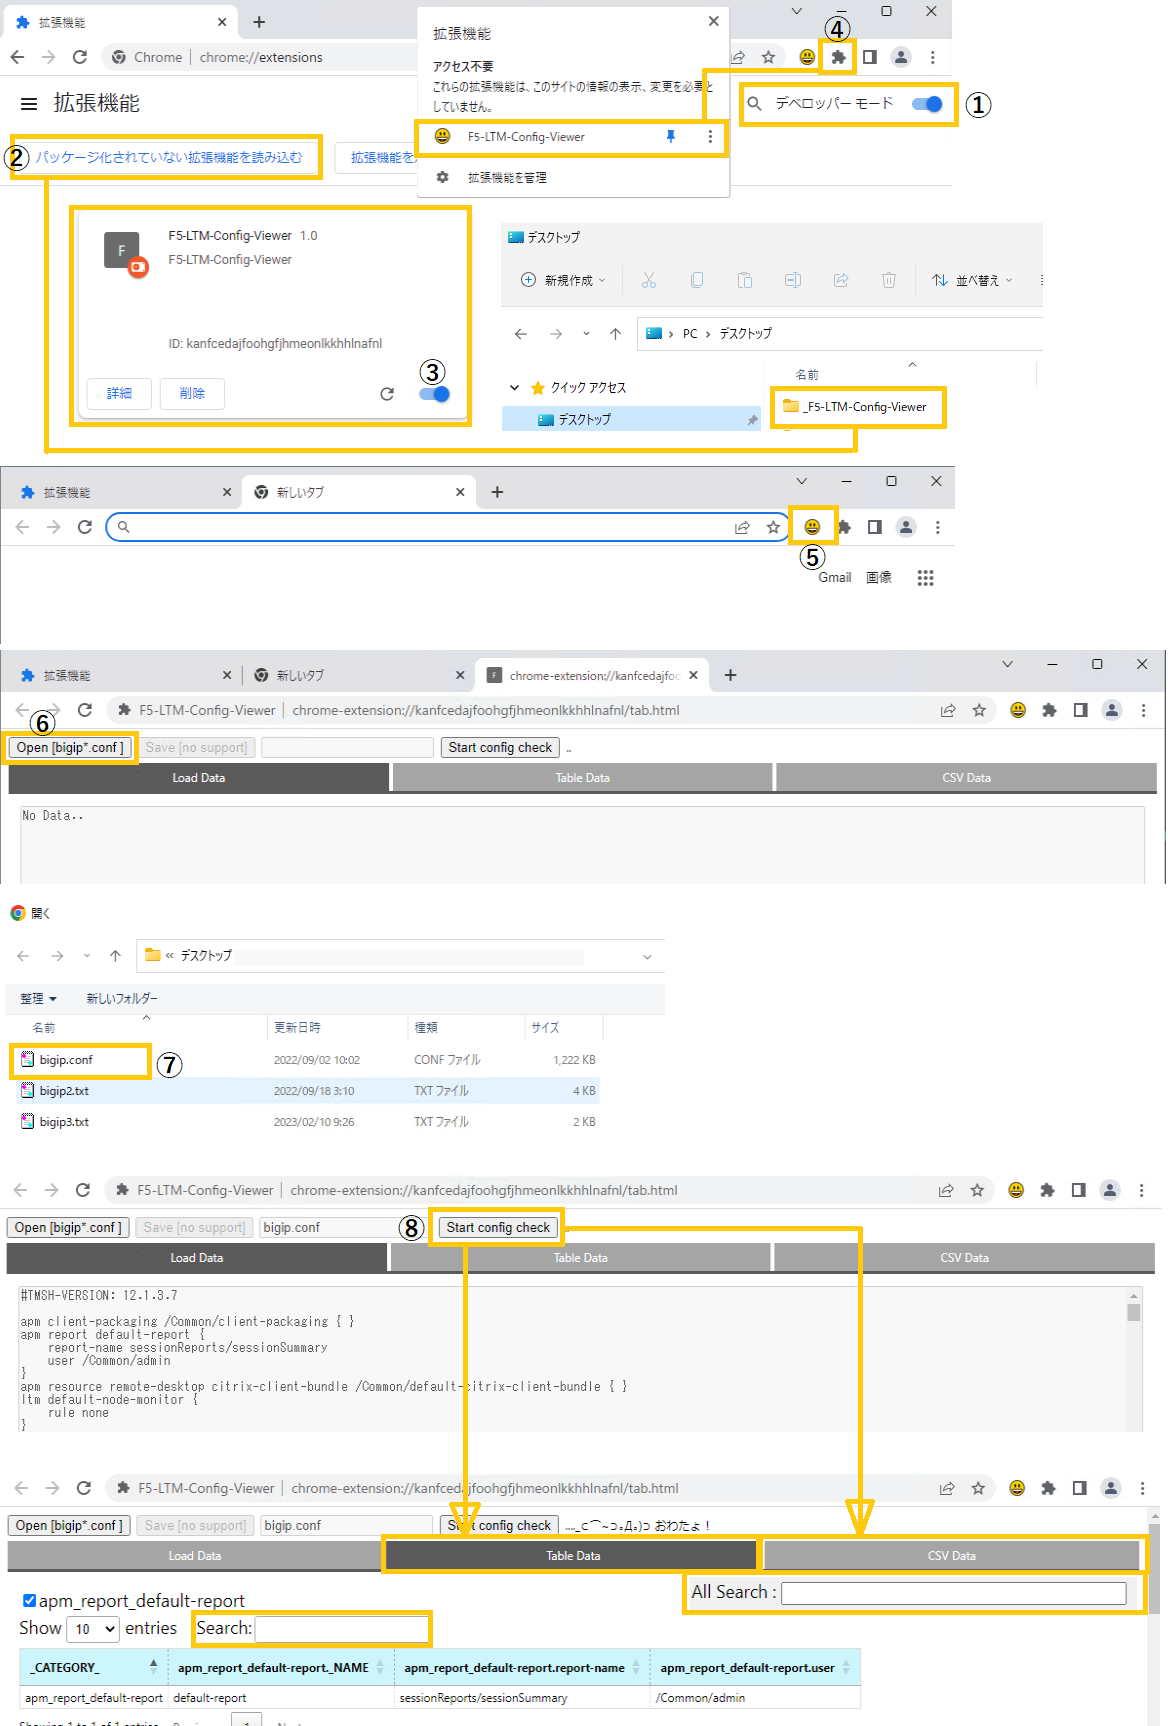 拡張機能
④
Chrome chrome://extensions
拡張機能
アクセス不要
これらの拡張機能は、このサイトの情報の表示、変更を必要と
していません。
F5-LTM-Config-Viewer
拡張機能を管理
拡張機能
デベロッパー モード ①
② パッケージ化されていない拡張機能を読み込む
拡張機能を
F
F5-LTM-Config-Viewer 1.0
F5-LTM-Config-Viewer
ID: kanfcedajfoohgfjhmeonlkkhhlnafnl
③
詳細 削除
デスクトップ
新規作成 並べ替え
PC デスクトップ
名前
クイック アクセス
_F5-LTM-Config-Viewer
デスクトップ
拡張機能 新しいタブ
⑤
Gmail 画像
拡張機能 新しいタブ F chrome-extension://kanfcedajfoo
F5-LTM-Config-Viewer chrome-extension://kanfcedajfoohgfjhmeonlkkhhlnafnl/tab.html
⑥
Open [bigip*.conf ] Save [no support] Start config check ..
Load Data Table Data CSV Data
No Data..
開く
« デスクトップ
整理 新しいフォルダー
名前 更新日時 種類 サイズ
bigip.conf 2022/09/02 10:02 CONF ファイル 1,222 KB
⑦
bigip2.txt 2022/09/18 3:10 TXT ファイル 4 KB
bigip3.txt 2023/02/10 9:26 TXT ファイル 2 KB
F5-LTM-Config-Viewer chrome-extension://kanfcedajfoohgfjhmeonlkkhhlnafnl/tab.html
Open [bigip*.conf ] Save [no support] bigip.conf ⑧ Start config check
Load Data Table Data CSV Data
#TMSH-VERSION: 12.1.3.7
apm client-packaging /Common/client-packaging { }
apm report default-report {
report-name sessionReports/sessionSummary
user /Common/admin
}
apm resource remote-desktop citrix-client-bundle /Common/default-citrix-client-bundle { }
ltm default-node-monitor {
rule none
}
F5-LTM-Config-Viewer chrome-extension://kanfcedajfoohgfjhmeonlkkhhlnafnl/tab.html
Open [bigip*.conf ] Save [no support] bigip.conf Start config check ...._⊂⌒~⊃｡Д｡)⊃ おわたょ！
Load Data Table Data CSV Data
All Search :
apm_report_default-report
Show 10 entries Search:
_CATEGORY_ apm_report_default-report._NAME apm_report_default-report.report-name apm_report_default-report.user
apm_report_default-report default-report sessionReports/sessionSummary /Common/admin